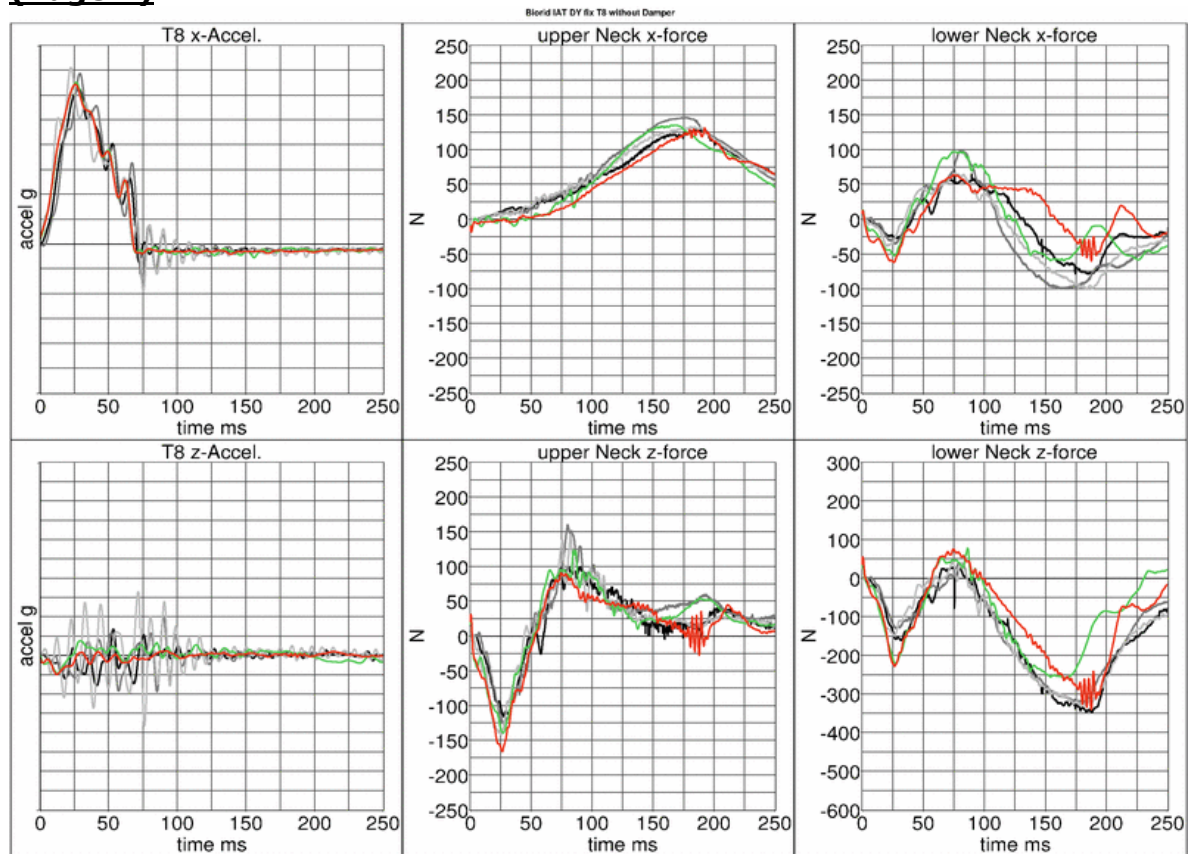 Biorid IAT DY fix T8 without Damper
T8 x-Accel.
accel g
0 50 100 150 200 250
time ms
upper Neck x-force
N
250
200
150
100
50
0
-50
-100
-150
-200
-250
0 50 100 150 200 250
time ms
lower Neck x-force
N
250
200
150
100
50
0
-50
-100
-150
-200
-250
0 50 100 150 200 250
time ms
T8 z-Accel.
accel g
0 50 100 150 200 250
time ms
upper Neck z-force
N
250
200
150
100
50
0
-50
-100
-150
-200
-250
0 50 100 150 200 250
time ms
lower Neck z-force
N
300
200
100
0
-100
-200
-300
-400
-500
-600
0 50 100 150 200 250
time ms